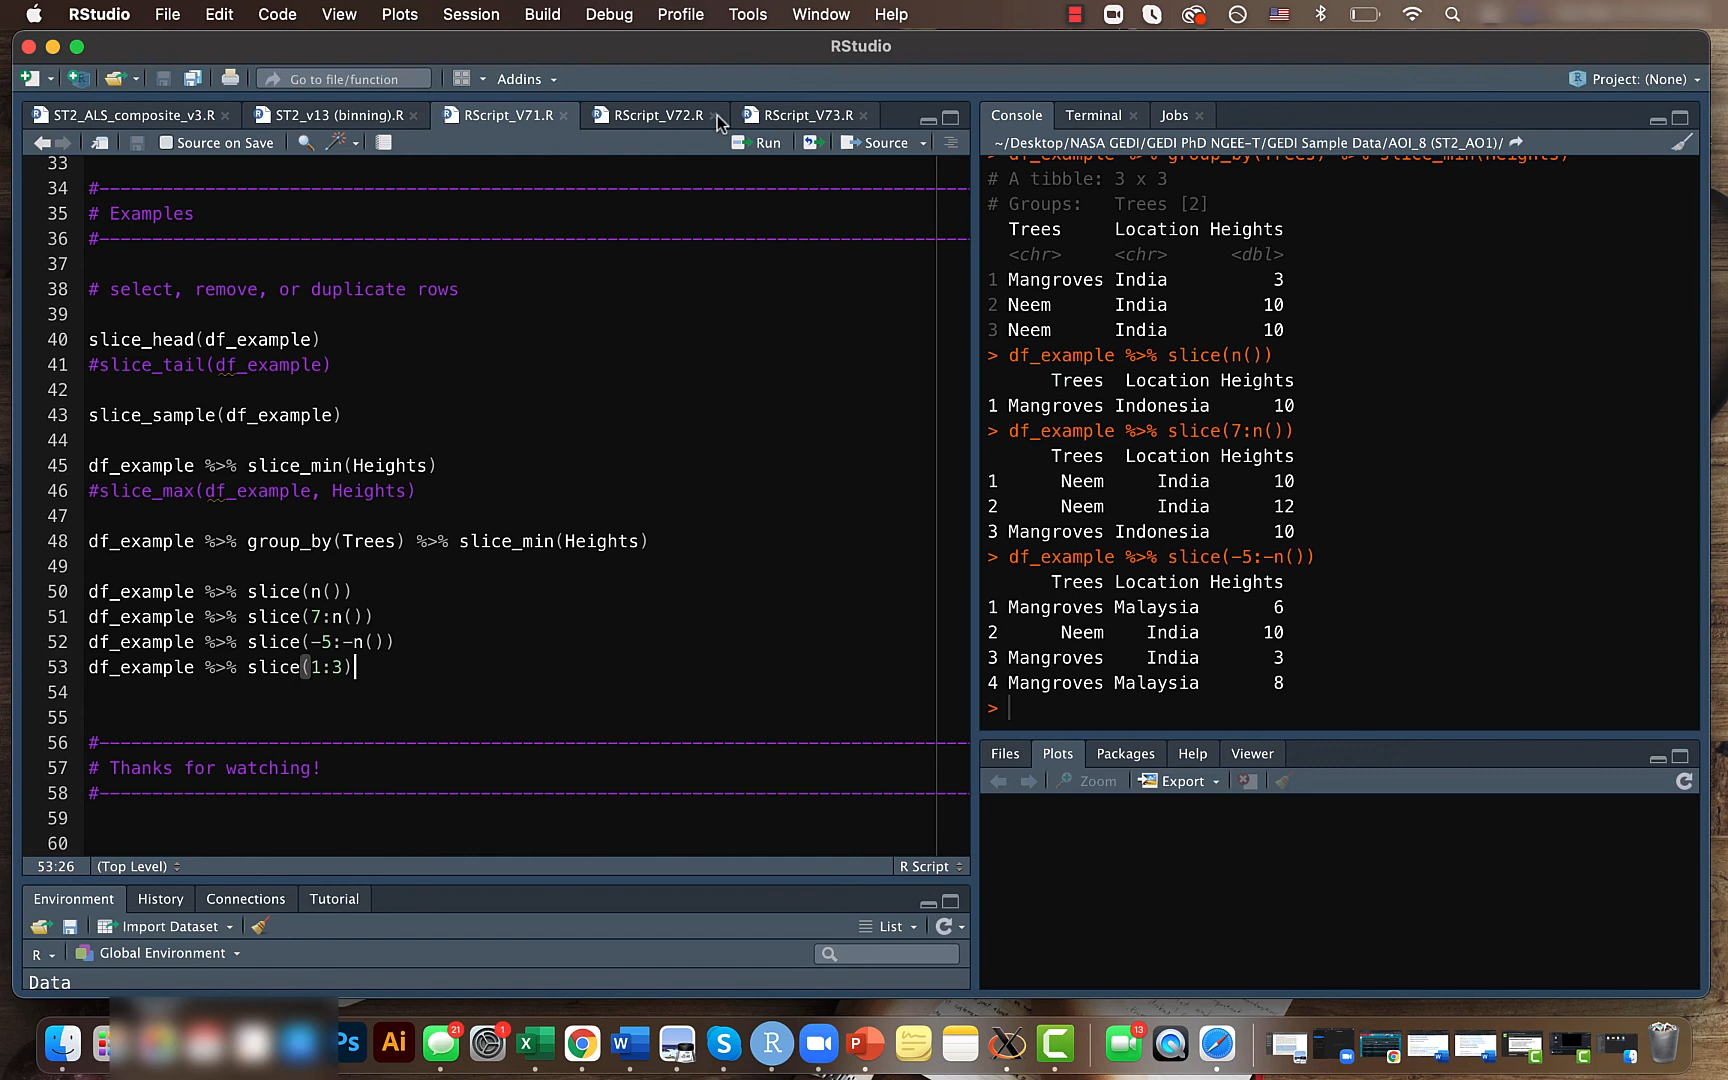 RStudio File Edit Code View Plots Session Build Debug Profile Tools Window Help
RStudio
Go to file/function Addins Project: (None)
ST2_ALS_composite_v3.R ST2_v13 (binning).R RScript_V71.R RScript_V72.R RScript_V73.R
Source on Save Run Source
33
34 #----------------------------------------------------------------------------------
35 # Examples
36 #----------------------------------------------------------------------------------
37
38 # select, remove, or duplicate rows
39
40 slice_head(df_example)
41 #slice_tail(df_example)
42
43 slice_sample(df_example)
44
45 df_example %>% slice_min(Heights)
46 #slice_max(df_example, Heights)
47
48 df_example %>% group_by(Trees) %>% slice_min(Heights)
49
50 df_example %>% slice(n())
51 df_example %>% slice(7:n())
52 df_example %>% slice(-5:-n())
53 df_example %>% slice(1:3)
54
55
56 #----------------------------------------------------------------------------------
57 # Thanks for watching!
58 #----------------------------------------------------------------------------------
59
60
53:26 (Top Level) R Script
Environment History Connections Tutorial
Import Dataset List
R Global Environment
Data
Console Terminal Jobs
~/Desktop/NASA GEDI/GEDI PhD NGEE-T/GEDI Sample Data/AOI_8 (ST2_AO1)/
> df_example %>% group_by(Trees) %>% slice_min(Heights)
# A tibble: 3 x 3
# Groups: Trees [2]
Trees Location Heights
<chr> <chr> <dbl>
1 Mangroves India 3
2 Neem India 10
3 Neem India 10
> df_example %>% slice(n())
Trees Location Heights
1 Mangroves Indonesia 10
> df_example %>% slice(7:n())
Trees Location Heights
1 Neem India 10
2 Neem India 12
3 Mangroves Indonesia 10
> df_example %>% slice(-5:-n())
Trees Location Heights
1 Mangroves Malaysia 6
2 Neem India 10
3 Mangroves India 3
4 Mangroves Malaysia 8
>
Files Plots Packages Help Viewer
Zoom Export
Ps Ai 21 1 X W S R P 13